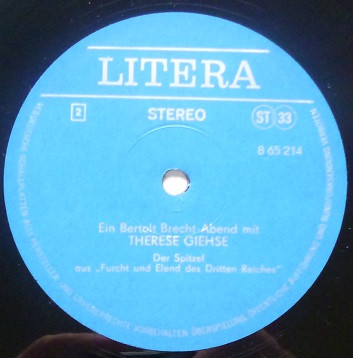 LITERA
2
STEREO
ST 33
8 65 214
Ein Bertolt Brecht-Abend mit
THERESE GIEHSE
Der Spitzel
aus „Furcht und Elend des Dritten Reiches"